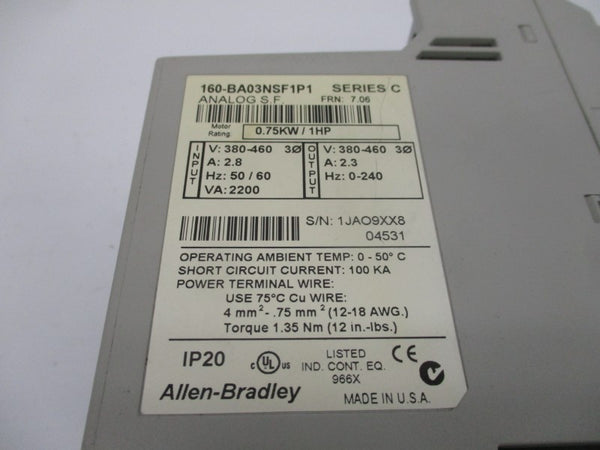 160-BA03NSF1P1 SERIES C
ANALOG S.F. FRN: 7.06
Motor Rating 0.75KW / 1HP
INPUT
V: 380-460 3Ø
A: 2.8
Hz: 50 / 60
VA: 2200
OUTPUT
V: 380-460 3Ø
A: 2.3
Hz: 0-240
S/N: 1JAO9XX8
04531
OPERATING AMBIENT TEMP: 0 - 50° C
SHORT CIRCUIT CURRENT: 100 KA
POWER TERMINAL WIRE:
USE 75°C Cu WIRE:
4 mm²- .75 mm² (12-18 AWG.)
Torque 1.35 Nm (12 in.-lbs.)
IP20 c UL us LISTED IND. CONT. EQ. 966X CE
Allen-Bradley MADE IN U.S.A.